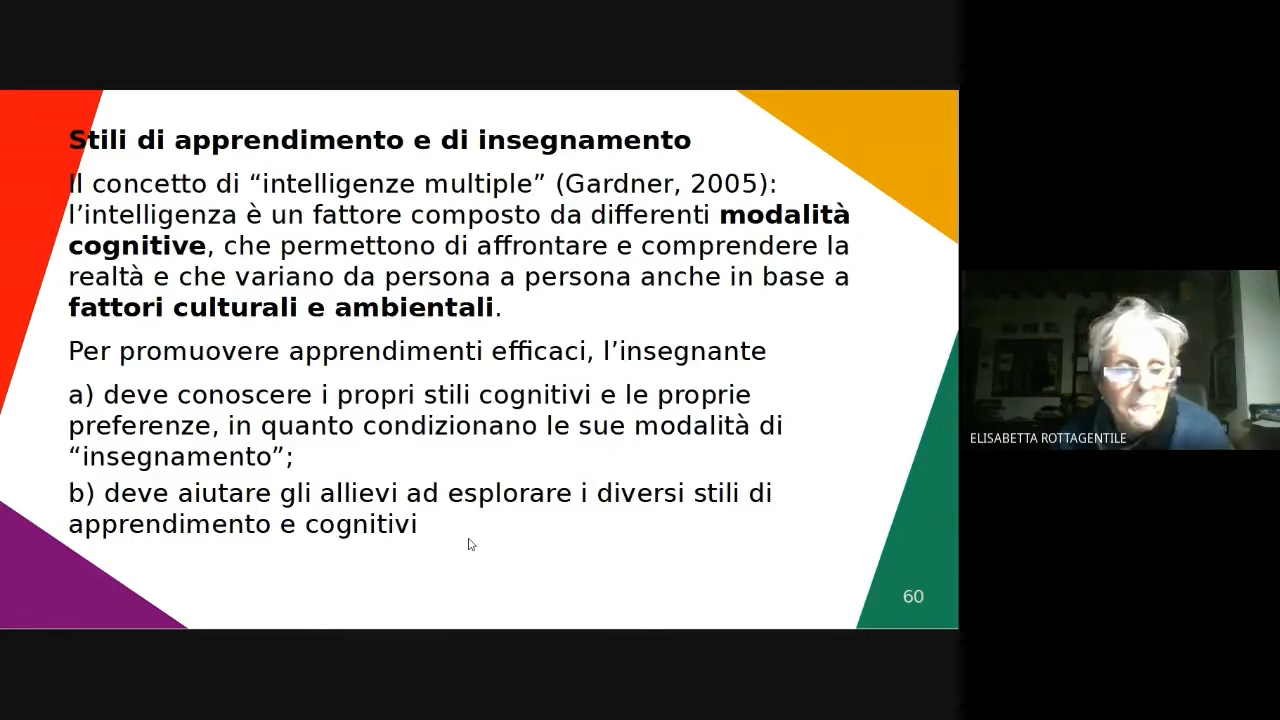 Stili di apprendimento e di insegnamento
Il concetto di “intelligenze multiple” (Gardner, 2005):
l’intelligenza è un fattore composto da differenti modalità
cognitive, che permettono di affrontare e comprendere la
realtà e che variano da persona a persona anche in base a
fattori culturali e ambientali.
Per promuovere apprendimenti efficaci, l’insegnante
a) deve conoscere i propri stili cognitivi e le proprie
preferenze, in quanto condizionano le sue modalità di
“insegnamento”;
b) deve aiutare gli allievi ad esplorare i diversi stili di
apprendimento e cognitivi
60
ELISABETTA ROTTAGENTILE